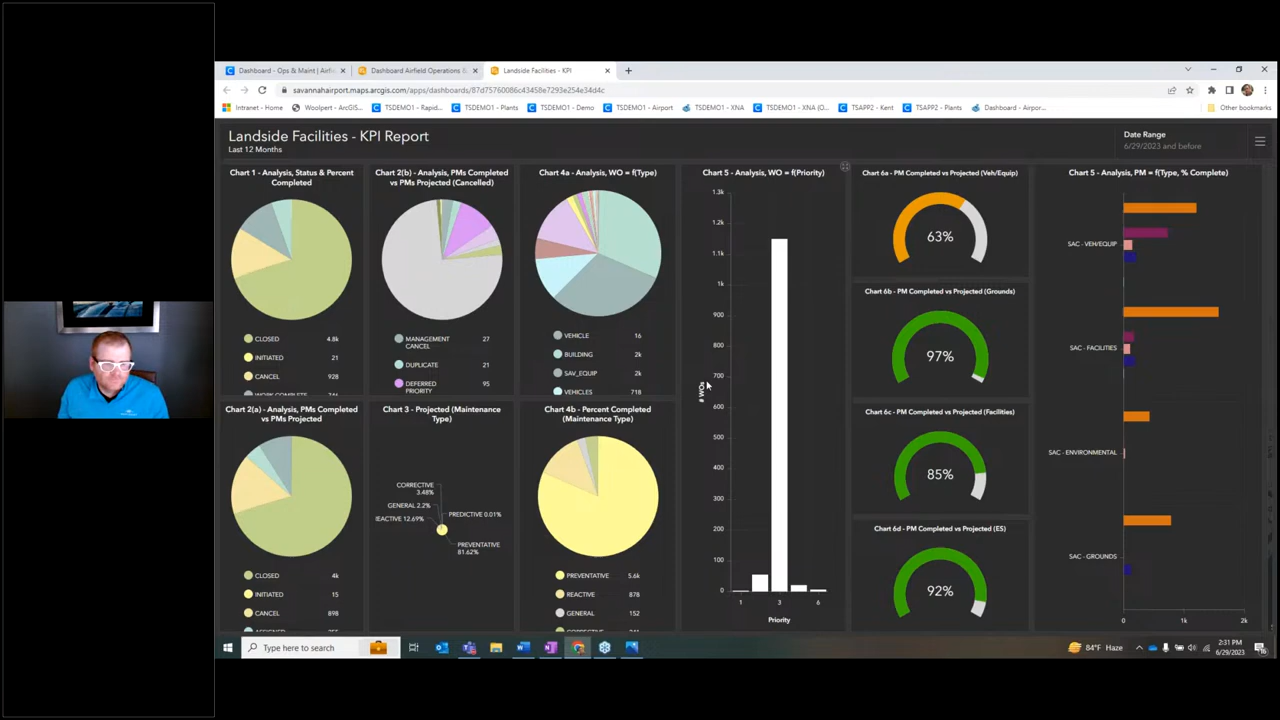 Dashboard - Ops & Maint | Airfi
Dashboard Airfield Operations &
Landside Facilities - KPI
savannahairport.maps.arcgis.com/apps/dashboards/87d75760086c43458e7293e254e34d4c
Intranet - Home
Woolpert - ArcGIS...
TSDEMO1 - Rapid...
TSDEMO1 - Plants
TSDEMO1 - Demo
TSDEMO1 - Airport
TSDEMO1 - XNA
TSDEMO1 - XNA (O...
TSAPP2 - Kent
TSAPP2 - Plants
Dashboard - Airpor...
Other bookmarks
Landside Facilities - KPI Report
Last 12 Months
Date Range
6/29/2023 and before
Chart 1 - Analysis, Status & Percent
Completed
CLOSED 4.8k
INITIATED 21
CANCEL 928
Chart 2(b) - Analysis, PMs Completed
vs PMs Projected (Cancelled)
MANAGEMENT
CANCEL 27
DUPLICATE 21
DEFERRED
PRIORITY 95
Chart 4a - Analysis, WO = f(Type)
VEHICLE 16
BUILDING 2k
SAV_EQUIP 2k
VEHICLES 718
Chart 2(a) - Analysis, PMs Completed
vs PMs Projected
CLOSED 4k
INITIATED 15
CANCEL 898
Chart 3 - Projected (Maintenance
Type)
CORRECTIVE
3.48%
GENERAL 2.2%
REACTIVE 12.69%
PREDICTIVE 0.01%
PREVENTATIVE
81.62%
Chart 4b - Percent Completed
(Maintenance Type)
PREVENTATIVE 5.6k
REACTIVE 878
GENERAL 152
Chart 5 - Analysis, WO = f(Priority)
1.3k
1.2k
1.1k
1k
900
800
700
600
500
400
300
200
100
0
# WOs
1
3
6
Priority
Chart 6a - PM Completed vs Projected (Veh/Equip)
63%
Chart 6b - PM Completed vs Projected (Grounds)
97%
Chart 6c - PM Completed vs Projected (Facilities)
85%
Chart 6d - PM Completed vs Projected (ES)
92%
Chart 5 - Analysis, PM = f(Type, % Complete)
SAC - VEH/EQUIP
SAC - FACILITIES
SAC - ENVIRONMENTAL
SAC - GROUNDS
0
1k
2k
Type here to search
84°F Haze
2:31 PM
6/29/2023